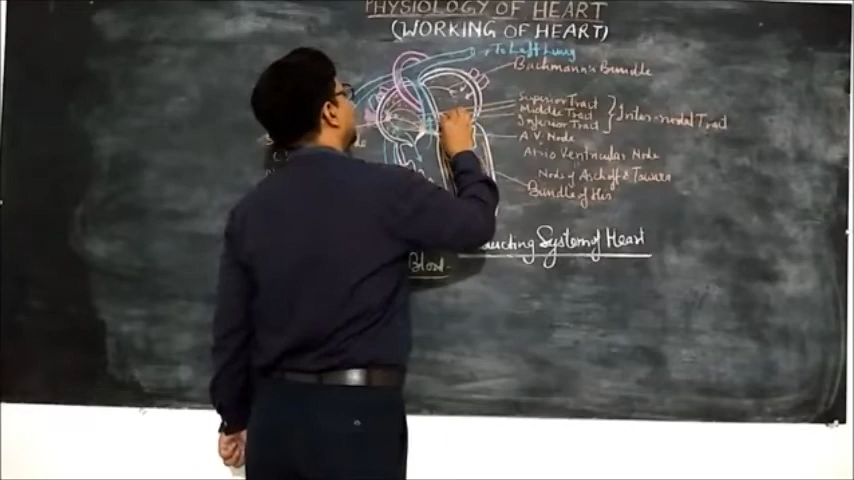 PHYSIOLOGY OF HEART
(WORKING OF HEART)
To Left Lung
Bachmann's Bundle
Superior Tract
Middle Tract
Inferior Tract
Inter-nodal Tract
A.V. Node
Atrio Ventricular Node
Node of Aschoff & Tawara
Bundle of His
ducting System of Heart
Blood-